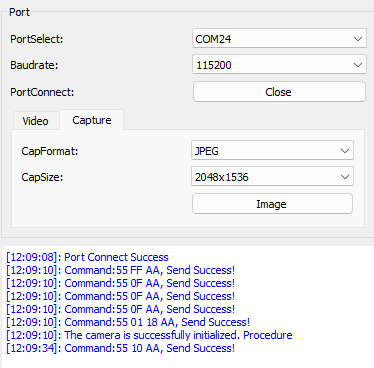 Port
PortSelect: COM24
Baudrate: 115200
PortConnect: Close
Video Capture
CapFormat: JPEG
CapSize: 2048x1536
Image
[12:09:08]: Port Connect Success
[12:09:10]: Command:55 FF AA, Send Success!
[12:09:10]: Command:55 0F AA, Send Success!
[12:09:10]: Command:55 0F AA, Send Success!
[12:09:10]: Command:55 0F AA, Send Success!
[12:09:10]: Command:55 01 18 AA, Send Success!
[12:09:10]: The camera is successfully initialized. Procedure
[12:09:34]: Command:55 10 AA, Send Success!